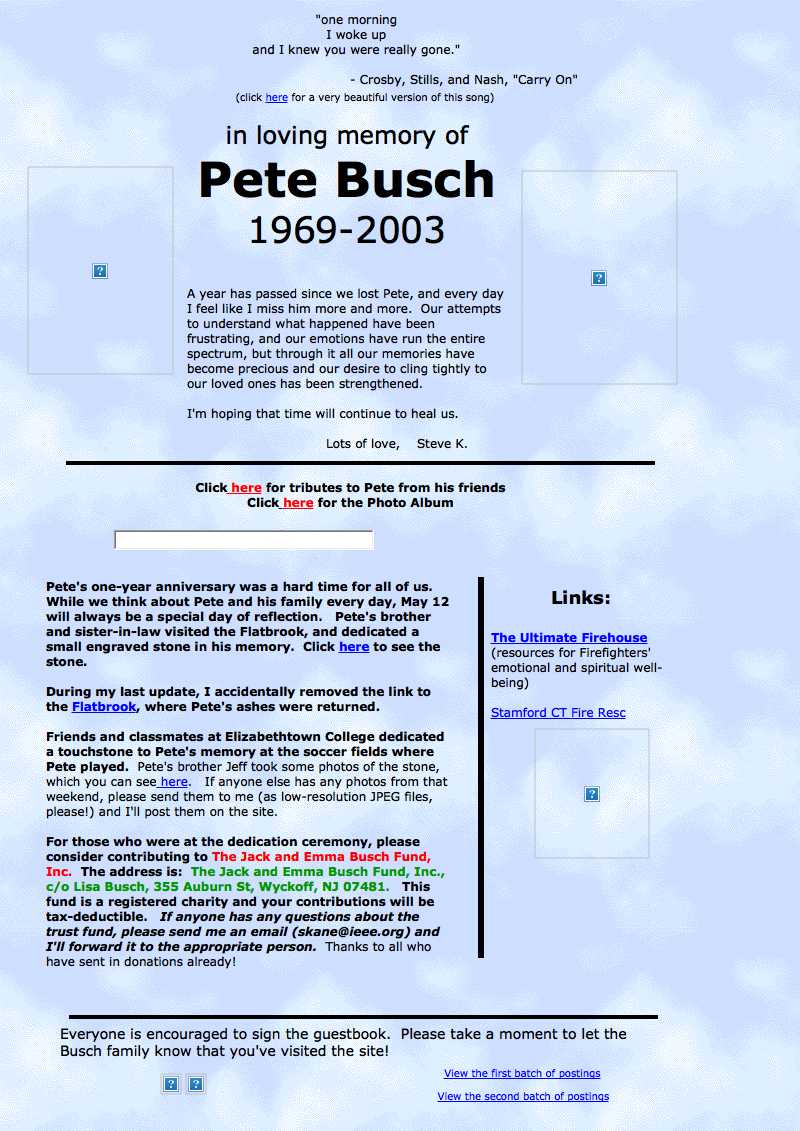 "one morning
I woke up
and I knew you were really gone."
- Crosby, Stills, and Nash, "Carry On"
(click here for a very beautiful version of this song)
in loving memory of
Pete Busch
1969-2003
A year has passed since we lost Pete, and every day
I feel like I miss him more and more.  Our attempts
to understand what happened have been
frustrating, and our emotions have run the entire
spectrum, but through it all our memories have
become precious and our desire to cling tightly to
our loved ones has been strengthened.
I'm hoping that time will continue to heal us.
Lots of love,    Steve K.
Click here for tributes to Pete from his friends
Click here for the Photo Album
Pete's one-year anniversary was a hard time for all of us.
While we think about Pete and his family every day, May 12
will always be a special day of reflection.   Pete's brother
and sister-in-law visited the Flatbrook, and dedicated a
small engraved stone in his memory.  Click here to see the
stone.
During my last update, I accidentally removed the link to
the Flatbrook, where Pete's ashes were returned.
Friends and classmates at Elizabethtown College dedicated
a touchstone to Pete's memory at the soccer fields where
Pete played.  Pete's brother Jeff took some photos of the stone,
which you can see here.   If anyone else has any photos from that
weekend, please send them to me (as low-resolution JPEG files,
please!) and I'll post them on the site.
For those who were at the dedication ceremony, please
consider contributing to The Jack and Emma Busch Fund,
Inc.  The address is:  The Jack and Emma Busch Fund, Inc.,
c/o Lisa Busch, 355 Auburn St, Wyckoff, NJ 07481.   This
fund is a registered charity and your contributions will be
tax-deductible.   If anyone has any questions about the
trust fund, please send me an email (skane@ieee.org) and
I'll forward it to the appropriate person.  Thanks to all who
have sent in donations already!
Links:
The Ultimate Firehouse
(resources for Firefighters'
emotional and spiritual well-
being)
Stamford CT Fire Resc
Everyone is encouraged to sign the guestbook.  Please take a moment to let the
Busch family know that you've visited the site!
View the first batch of postings
View the second batch of postings